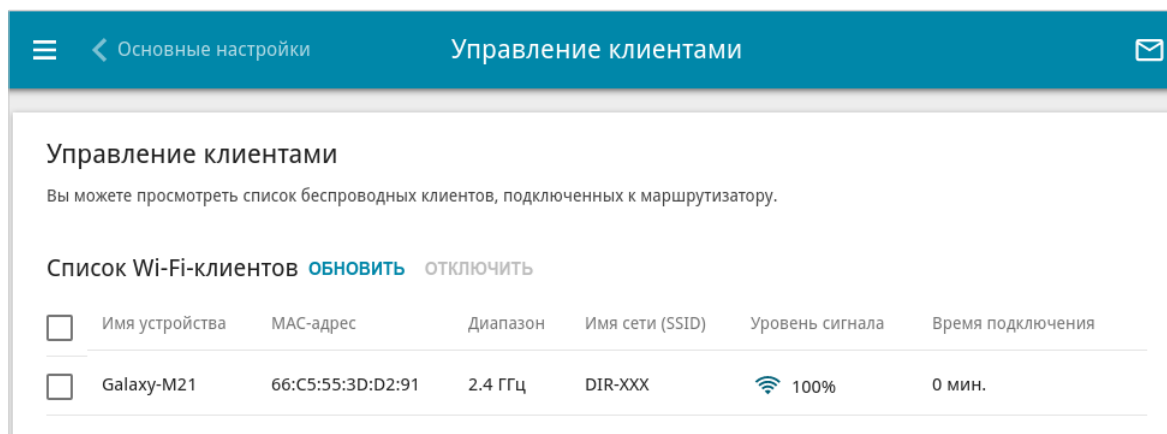 Основные настройки Управление клиентами
Управление клиентами
Вы можете просмотреть список беспроводных клиентов, подключенных к маршрутизатору.
Список Wi-Fi-клиентов ОБНОВИТЬ ОТКЛЮЧИТЬ
Имя устройства MAC-адрес Диапазон Имя сети (SSID) Уровень сигнала Время подключения
Galaxy-M21 66:C5:55:3D:D2:91 2.4 ГГц DIR-XXX 100% 0 мин.